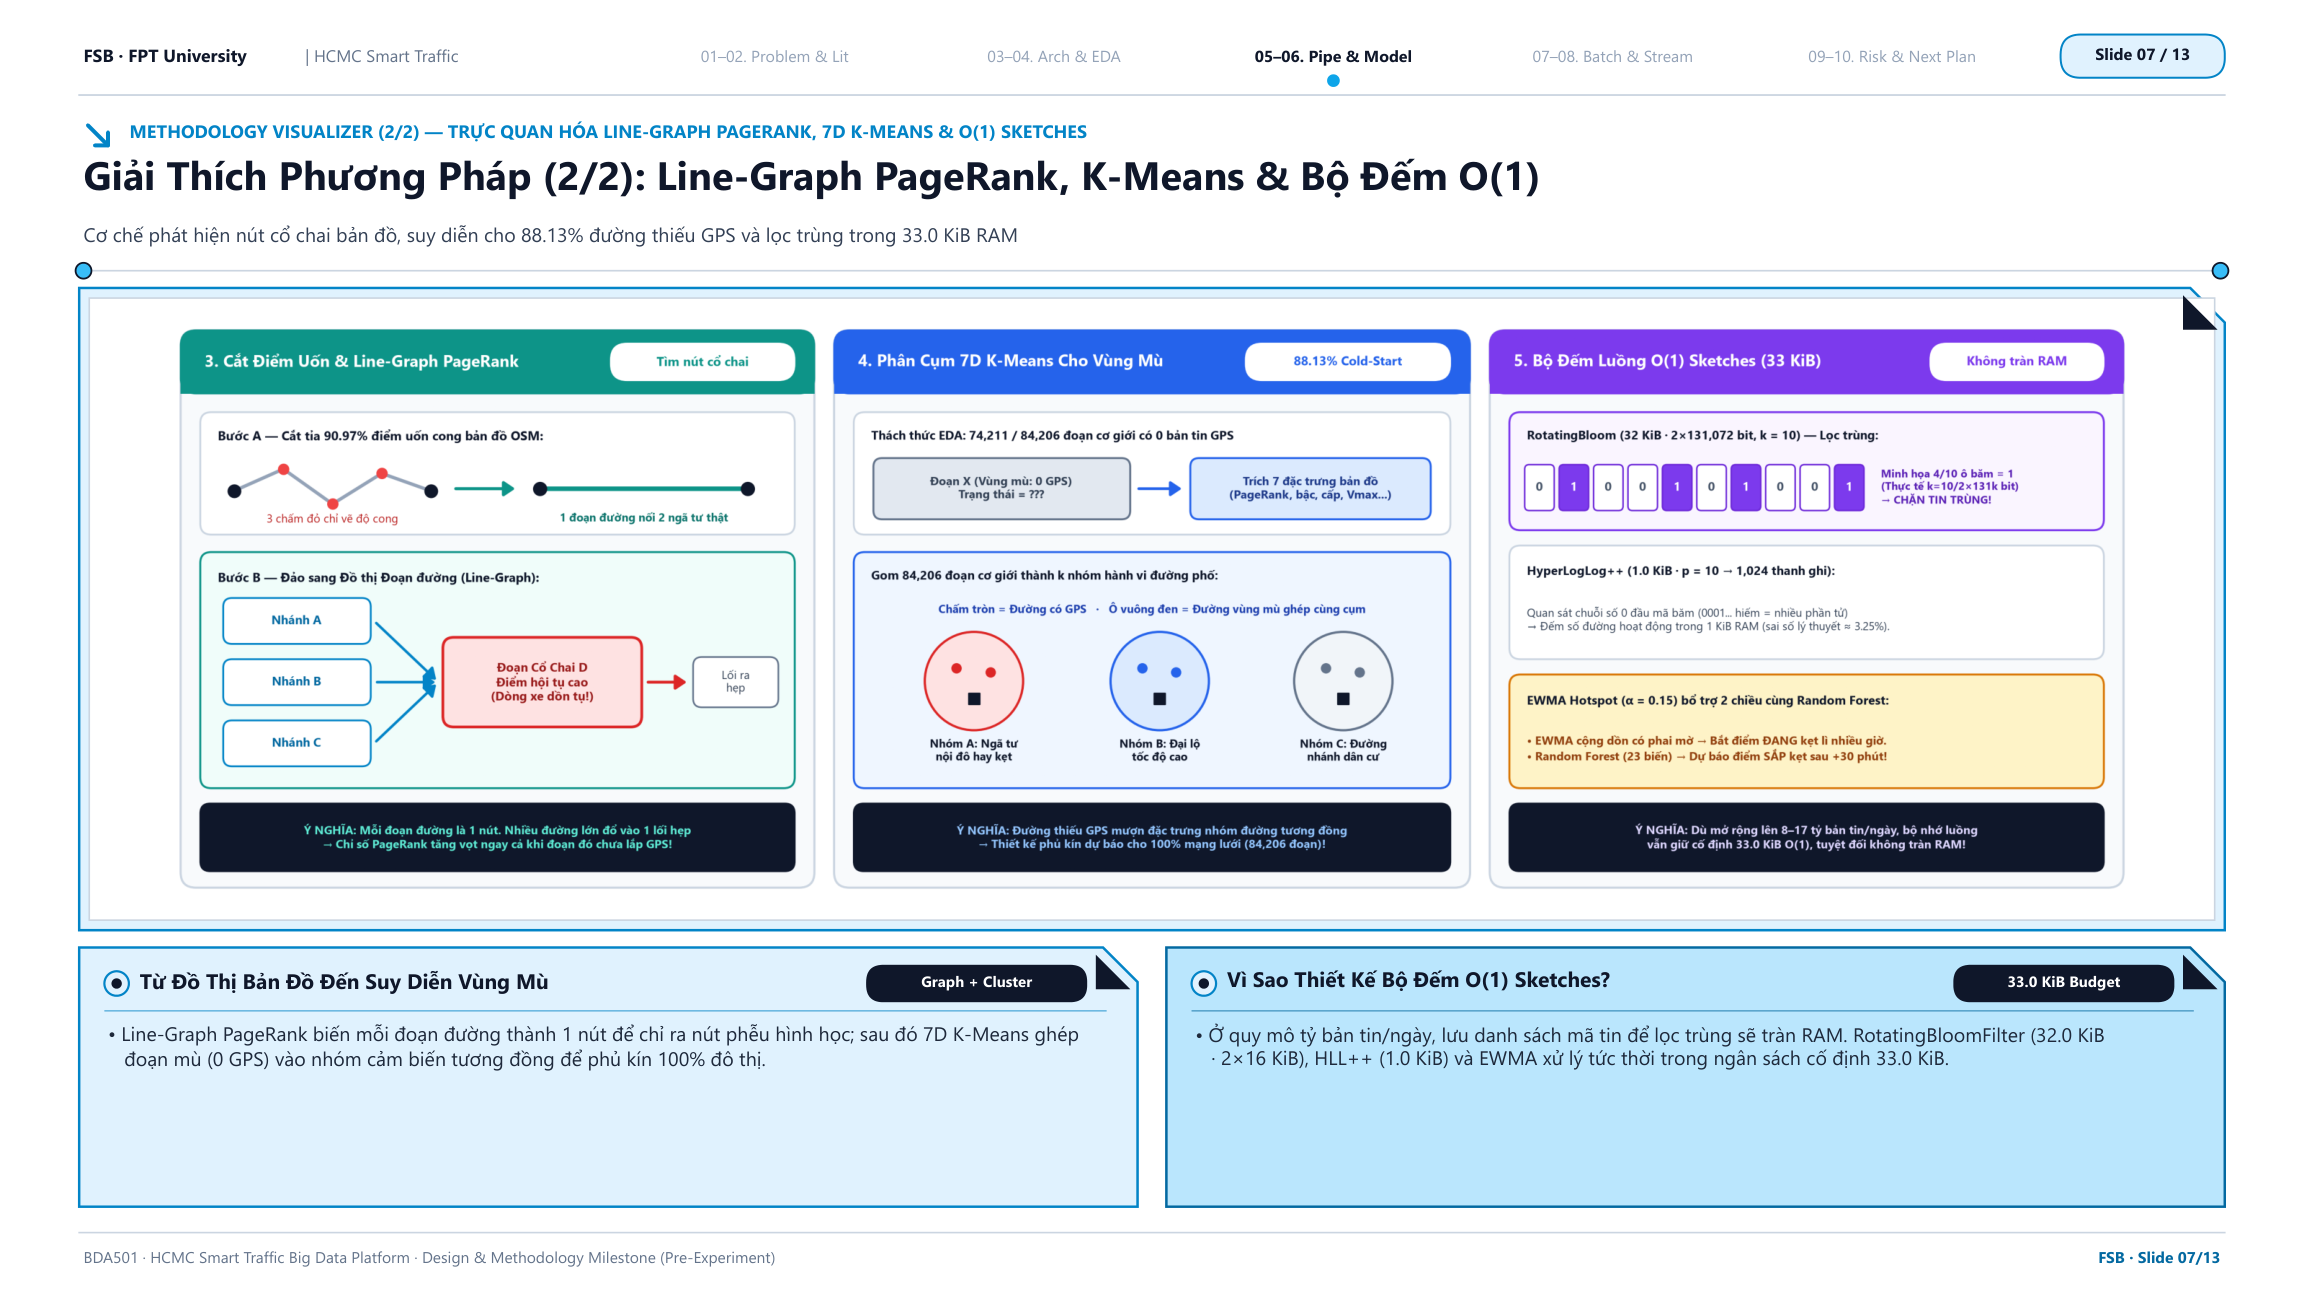 FSB · FPT University | HCMC Smart Traffic 01–02. Problem & Lit 03–04. Arch & EDA 05–06. Pipe & Model 07–08. Batch & Stream 09–10. Risk & Next Plan Slide 07 / 13
METHODOLOGY VISUALIZER (2/2) — TRỰC QUAN HÓA LINE-GRAPH PAGERANK, 7D K-MEANS & O(1) SKETCHES
Giải Thích Phương Pháp (2/2): Line-Graph PageRank, K-Means & Bộ Đếm O(1)
Cơ chế phát hiện nút cổ chai bản đồ, suy diễn cho 88.13% đường thiếu GPS và lọc trùng trong 33.0 KiB RAM
3. Cắt Điểm Uốn & Line-Graph PageRank
Tìm nút cổ chai
Bước A — Cắt tỉa 90.97% điểm uốn cong bản đồ OSM:
3 chấm đỏ chỉ vẽ độ cong
1 đoạn đường nối 2 ngã tư thật
Bước B — Đảo sang Đồ thị Đoạn đường (Line-Graph):
Nhánh A
Nhánh B
Nhánh C
Đoạn Cổ Chai D
Điểm hội tụ cao
(Dòng xe dồn tụ!)
Lối ra
hẹp
Ý NGHĨA: Mỗi đoạn đường là 1 nút. Nhiều đường lớn đổ vào 1 lối hẹp
→ Chỉ số PageRank tăng vọt ngay cả khi đoạn đó chưa lắp GPS!
4. Phân Cụm 7D K-Means Cho Vùng Mù
88.13% Cold-Start
Thách thức EDA: 74,211 / 84,206 đoạn cơ giới có 0 bản tin GPS
Đoạn X (Vùng mù: 0 GPS)
Trạng thái = ???
Trích 7 đặc trưng bản đồ
(PageRank, bậc, cấp, Vmax...)
Gom 84,206 đoạn cơ giới thành k nhóm hành vi đường phố:
Chấm tròn = Đường có GPS · Ô vuông đen = Đường vùng mù ghép cùng cụm
Nhóm A: Ngã tư
nội đô hay kẹt
Nhóm B: Đại lộ
tốc độ cao
Nhóm C: Đường
nhánh dân cư
Ý NGHĨA: Đường thiếu GPS mượn đặc trưng nhóm đường tương đồng
→ Thiết kế phủ kín dự báo cho 100% mạng lưới (84,206 đoạn)!
5. Bộ Đếm Luồng O(1) Sketches (33 KiB)
Không tràn RAM
RotatingBloom (32 KiB · 2×131,072 bit, k = 10) — Lọc trùng:
0 1 0 0 1 0 1 0 0 1
Minh họa 4/10 ô băm = 1
(Thực tế k=10/2×131k bit)
→ CHẶN TIN TRÙNG!
HyperLogLog++ (1.0 KiB · p = 10 → 1,024 thanh ghi):
Quan sát chuỗi số 0 đầu mã băm (0001... hiếm = nhiều phần tử)
→ Đếm số đường hoạt động trong 1 KiB RAM (sai số lý thuyết ≈ 3.25%).
EWMA Hotspot (α = 0.15) bổ trợ 2 chiều cùng Random Forest:
• EWMA cộng dồn có phai mờ → Bắt điểm ĐANG kẹt lì nhiều giờ.
• Random Forest (23 biến) → Dự báo điểm SẮP kẹt sau +30 phút!
Ý NGHĨA: Dù mở rộng lên 8–17 tỷ bản tin/ngày, bộ nhớ luồng
vẫn giữ cố định 33.0 KiB O(1), tuyệt đối không tràn RAM!
Từ Đồ Thị Bản Đồ Đến Suy Diễn Vùng Mù
Graph + Cluster
• Line-Graph PageRank biến mỗi đoạn đường thành 1 nút để chỉ ra nút phễu hình học; sau đó 7D K-Means ghép
đoạn mù (0 GPS) vào nhóm cảm biến tương đồng để phủ kín 100% đô thị.
Vì Sao Thiết Kế Bộ Đếm O(1) Sketches?
33.0 KiB Budget
• Ở quy mô tỷ bản tin/ngày, lưu danh sách mã tin để lọc trùng sẽ tràn RAM. RotatingBloomFilter (32.0 KiB
· 2×16 KiB), HLL++ (1.0 KiB) và EWMA xử lý tức thời trong ngân sách cố định 33.0 KiB.
BDA501 · HCMC Smart Traffic Big Data Platform · Design & Methodology Milestone (Pre-Experiment)
FSB · Slide 07/13